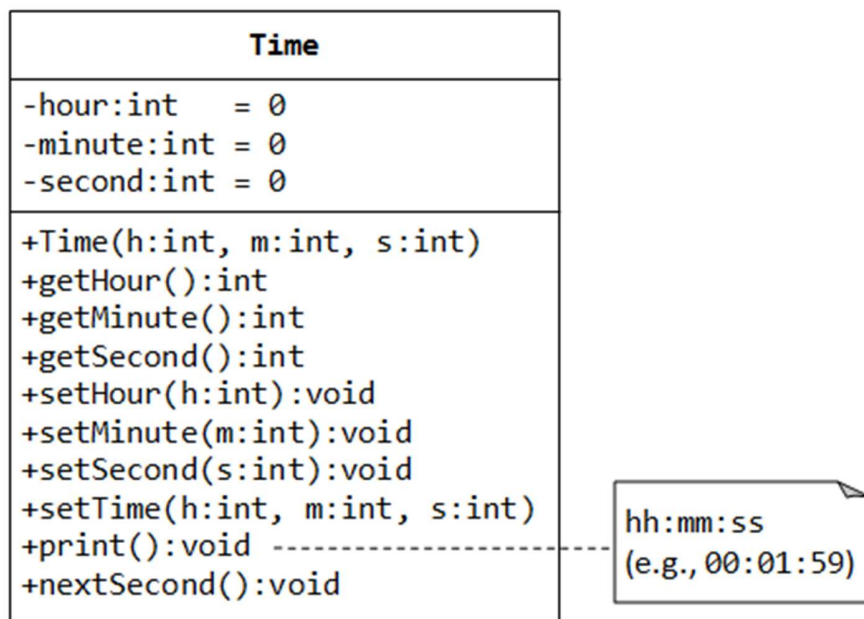 Time
-hour:int   = 0
-minute:int = 0
-second:int = 0
+Time(h:int, m:int, s:int)
+getHour():int
+getMinute():int
+getSecond():int
+setHour(h:int):void
+setMinute(m:int):void
+setSecond(s:int):void
+setTime(h:int, m:int, s:int)
+print():void
+nextSecond():void
hh:mm:ss
(e.g., 00:01:59)